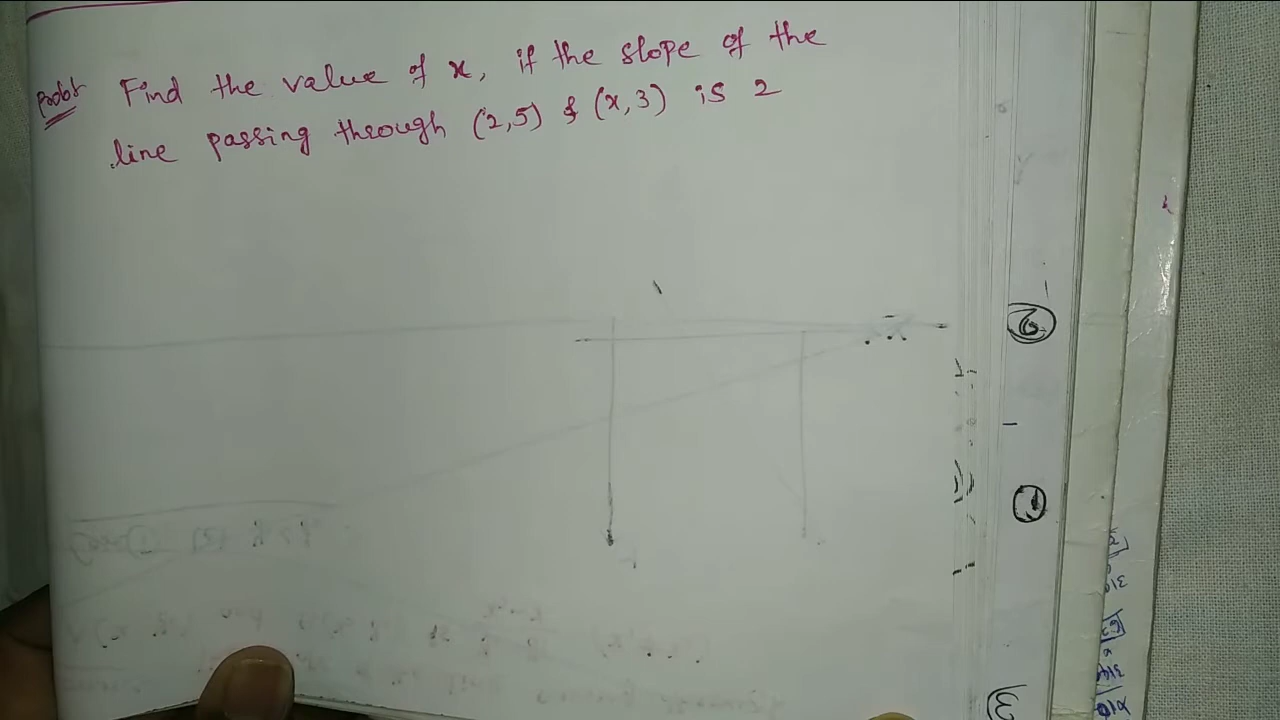 Prob:
Find the value of x, if the slope of the
line passing through (2,5) & (x,3) is 2